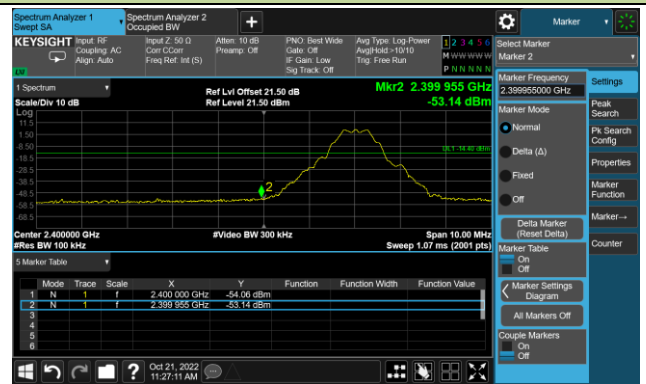 Spectrum Analyzer 1
Swept SA
Spectrum Analyzer 2
Occupied BW
+
Marker
KEYSIGHT
Input: RF
Coupling: AC
Align: Auto
Input Z: 50 Ω
Corr CCorr
Freq Ref: Int (S)
Atten: 10 dB
Preamp: Off
PNO: Best Wide
Gate: Off
IF Gain: Low
Sig Track: Off
Avg Type: Log-Power
Avg|Hold:>10/10
Trig: Free Run
1 2 3 4 5 6
M W W W W W
P N N N N N
Select Marker
Marker 2
1 Spectrum
Scale/Div 10 dB
Ref Lvl Offset 21.50 dB
Ref Level 21.50 dBm
Mkr2 2.399 955 GHz
-53.14 dBm
Log
11.5
1.50
-8.50
-18.5
-28.5
-38.5
-48.5
-58.5
-68.5
DL1 -14.40 dBm
2
Center 2.400000 GHz
#Res BW 100 kHz
#Video BW 300 kHz
Span 10.00 MHz
Sweep 1.07 ms (2001 pts)
5 Marker Table
Mode Trace Scale X Y Function Function Width Function Value
1 N 1 f 2.400 000 GHz -54.06 dBm
2 N 1 f 2.399 955 GHz -53.14 dBm
3
4
5
6
Marker Frequency
2.399955000 GHz
Marker Mode
Normal
Delta (Δ)
Fixed
Off
Delta Marker
(Reset Delta)
Marker Table
On
Off
Marker Settings
Diagram
All Markers Off
Couple Markers
On
Off
Settings
Peak
Search
Pk Search
Config
Properties
Marker
Function
Marker→
Counter
?
Oct 21, 2022
11:27:11 AM